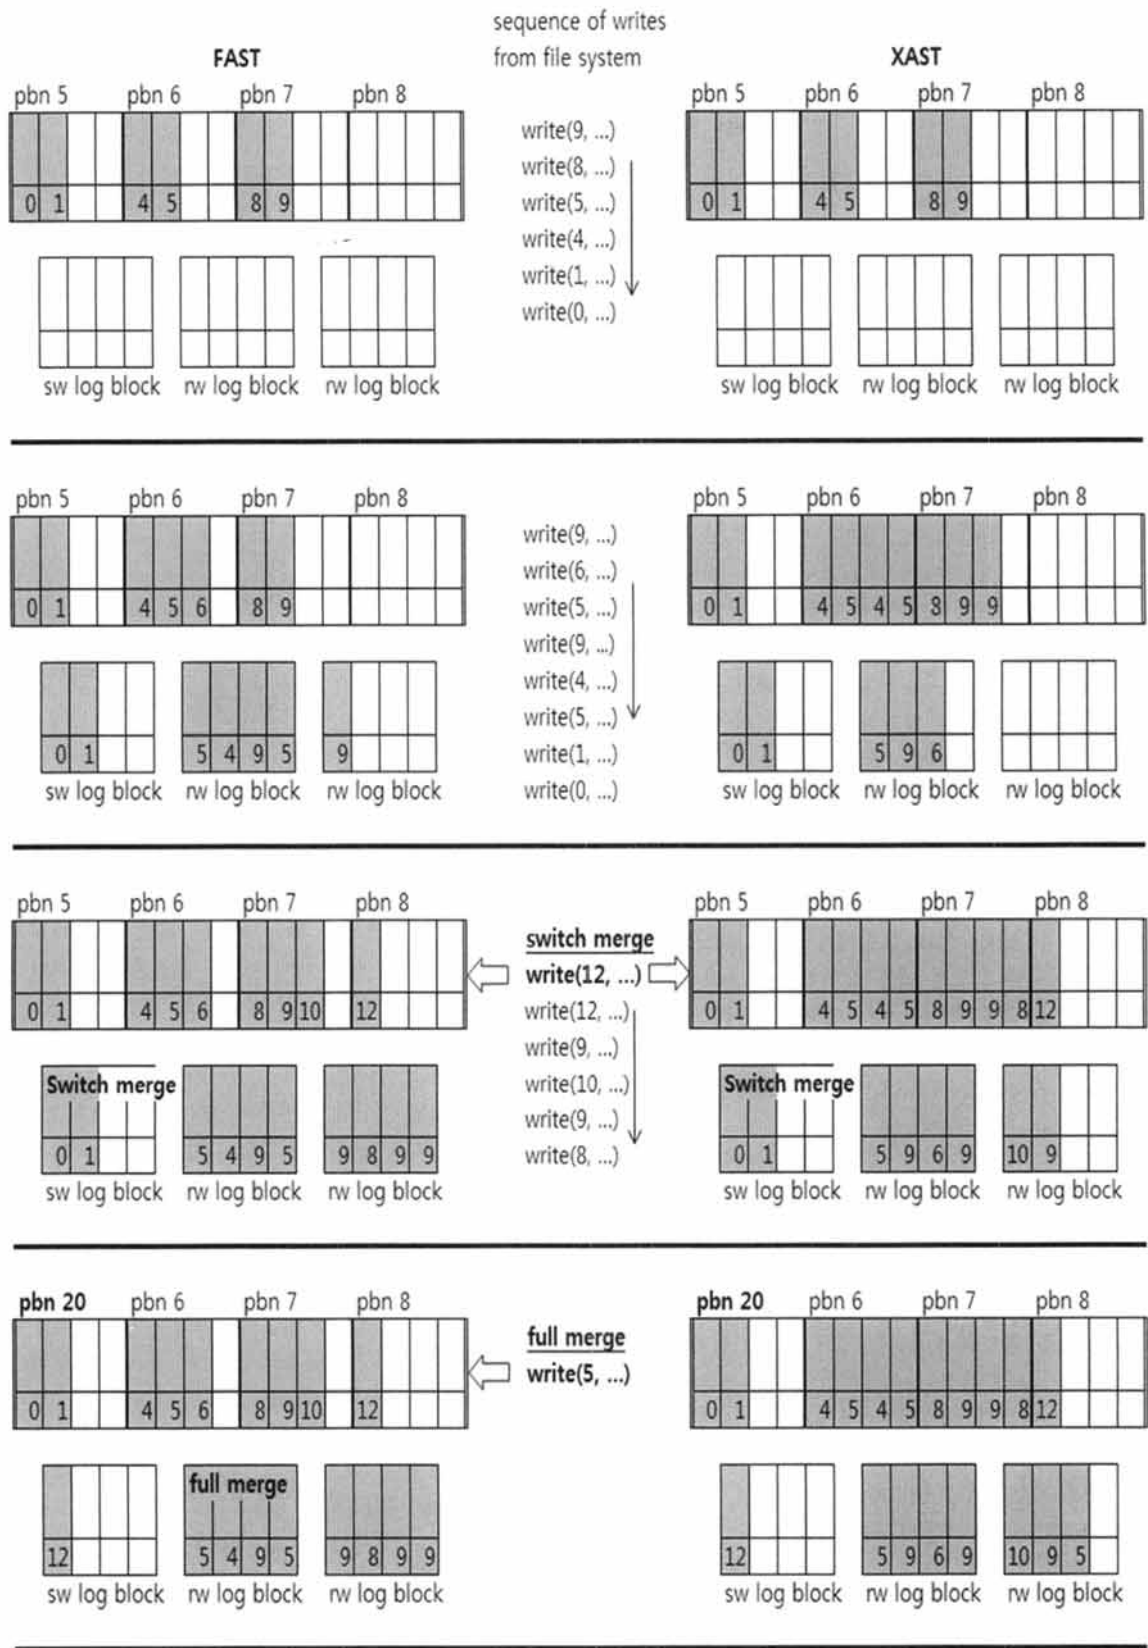 sequence of writes
from file system
FAST
XAST
pbn 5 pbn 6 pbn 7 pbn 8
0 1 4 5 8 9
sw log block rw log block rw log block
write(9, ...)
write(8, ...)
write(5, ...)
write(4, ...)
write(1, ...)
write(0, ...)
pbn 5 pbn 6 pbn 7 pbn 8
0 1 4 5 8 9
sw log block rw log block rw log block
pbn 5 pbn 6 pbn 7 pbn 8
0 1 4 5 6 8 9
0 1 5 4 9 5 9
sw log block rw log block rw log block
write(9, ...)
write(6, ...)
write(5, ...)
write(9, ...)
write(4, ...)
write(5, ...)
write(1, ...)
write(0, ...)
pbn 5 pbn 6 pbn 7 pbn 8
0 1 4 5 4 5 8 9 9
0 1 5 9 6
sw log block rw log block rw log block
pbn 5 pbn 6 pbn 7 pbn 8
0 1 4 5 6 8 9 10 12
Switch merge
0 1 5 4 9 5 9 8 9 9
sw log block rw log block rw log block
switch merge
write(12, ...)
write(12, ...)
write(9, ...)
write(10, ...)
write(9, ...)
write(8, ...)
pbn 5 pbn 6 pbn 7 pbn 8
0 1 4 5 4 5 8 9 9 8 12
Switch merge
0 1 5 9 6 9 10 9
sw log block rw log block rw log block
pbn 20 pbn 6 pbn 7 pbn 8
0 1 4 5 6 8 9 10 12
full merge
12 5 4 9 5 9 8 9 9
sw log block rw log block rw log block
full merge
write(5, ...)
pbn 20 pbn 6 pbn 7 pbn 8
0 1 4 5 4 5 8 9 9 8 12
12 5 9 6 9 10 9 5
sw log block rw log block rw log block